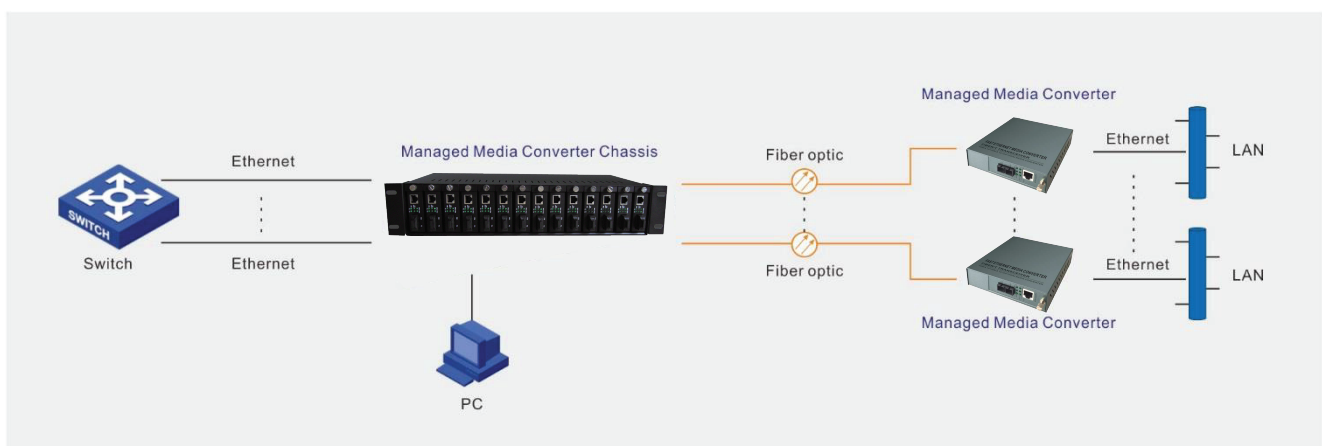 Managed Media Converter
Ethernet
Managed Media Converter Chassis
Fiber optic
Ethernet
LAN
SWITCH
Switch
Ethernet
Fiber optic
Ethernet
LAN
Managed Media Converter
PC